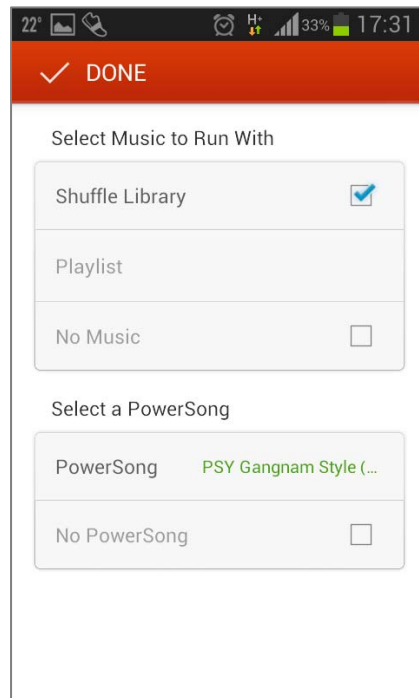 22° H+ 33% 17:31
DONE
Select Music to Run With
Shuffle Library
Playlist
No Music
Select a PowerSong
PowerSong PSY Gangnam Style (...
No PowerSong